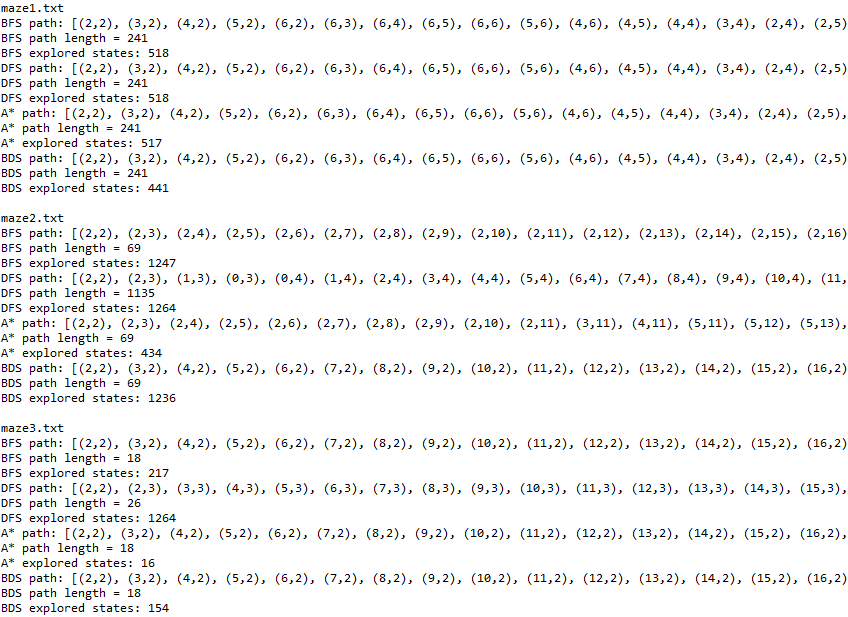 maze1.txt
BFS path: [(2,2), (3,2), (4,2), (5,2), (6,2), (6,3), (6,4), (6,5), (6,6), (5,6), (4,6), (4,5), (4,4), (3,4), (2,4), (2,5)
BFS path length = 241
BFS explored states: 518
DFS path: [(2,2), (3,2), (4,2), (5,2), (6,2), (6,3), (6,4), (6,5), (6,6), (5,6), (4,6), (4,5), (4,4), (3,4), (2,4), (2,5)
DFS path length = 241
DFS explored states: 518
A* path: [(2,2), (3,2), (4,2), (5,2), (6,2), (6,3), (6,4), (6,5), (6,6), (5,6), (4,6), (4,5), (4,4), (3,4), (2,4), (2,5),
A* path length = 241
A* explored states: 517
BDS path: [(2,2), (3,2), (4,2), (5,2), (6,2), (6,3), (6,4), (6,5), (6,6), (5,6), (4,6), (4,5), (4,4), (3,4), (2,4), (2,5)
BDS path length = 241
BDS explored states: 441

maze2.txt
BFS path: [(2,2), (2,3), (2,4), (2,5), (2,6), (2,7), (2,8), (2,9), (2,10), (2,11), (2,12), (2,13), (2,14), (2,15), (2,16)
BFS path length = 69
BFS explored states: 1247
DFS path: [(2,2), (2,3), (1,3), (0,3), (0,4), (1,4), (2,4), (3,4), (4,4), (5,4), (6,4), (7,4), (8,4), (9,4), (10,4), (11,
DFS path length = 1135
DFS explored states: 1264
A* path: [(2,2), (2,3), (2,4), (2,5), (2,6), (2,7), (2,8), (2,9), (2,10), (2,11), (3,11), (4,11), (5,11), (5,12), (5,13),
A* path length = 69
A* explored states: 434
BDS path: [(2,2), (3,2), (4,2), (5,2), (6,2), (7,2), (8,2), (9,2), (10,2), (11,2), (12,2), (13,2), (14,2), (15,2), (16,2)
BDS path length = 69
BDS explored states: 1236

maze3.txt
BFS path: [(2,2), (3,2), (4,2), (5,2), (6,2), (7,2), (8,2), (9,2), (10,2), (11,2), (12,2), (13,2), (14,2), (15,2), (16,2)
BFS path length = 18
BFS explored states: 217
DFS path: [(2,2), (2,3), (3,3), (4,3), (5,3), (6,3), (7,3), (8,3), (9,3), (10,3), (11,3), (12,3), (13,3), (14,3), (15,3),
DFS path length = 26
DFS explored states: 1264
A* path: [(2,2), (3,2), (4,2), (5,2), (6,2), (7,2), (8,2), (9,2), (10,2), (11,2), (12,2), (13,2), (14,2), (15,2), (16,2),
A* path length = 18
A* explored states: 16
BDS path: [(2,2), (3,2), (4,2), (5,2), (6,2), (7,2), (8,2), (9,2), (10,2), (11,2), (12,2), (13,2), (14,2), (15,2), (16,2)
BDS path length = 18
BDS explored states: 154